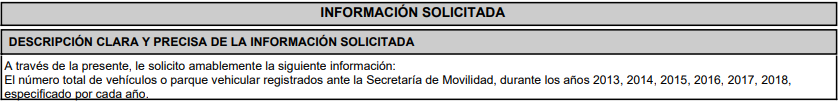 INFORMACIÓN SOLICITADA
DESCRIPCIÓN CLARA Y PRECISA DE LA INFORMACIÓN SOLICITADA
A través de la presente, le solicito amablemente la siguiente información:
El número total de vehículos o parque vehicular registrados ante la Secretaría de Movilidad, durante los años 2013, 2014, 2015, 2016, 2017, 2018,
especificado por cada año.